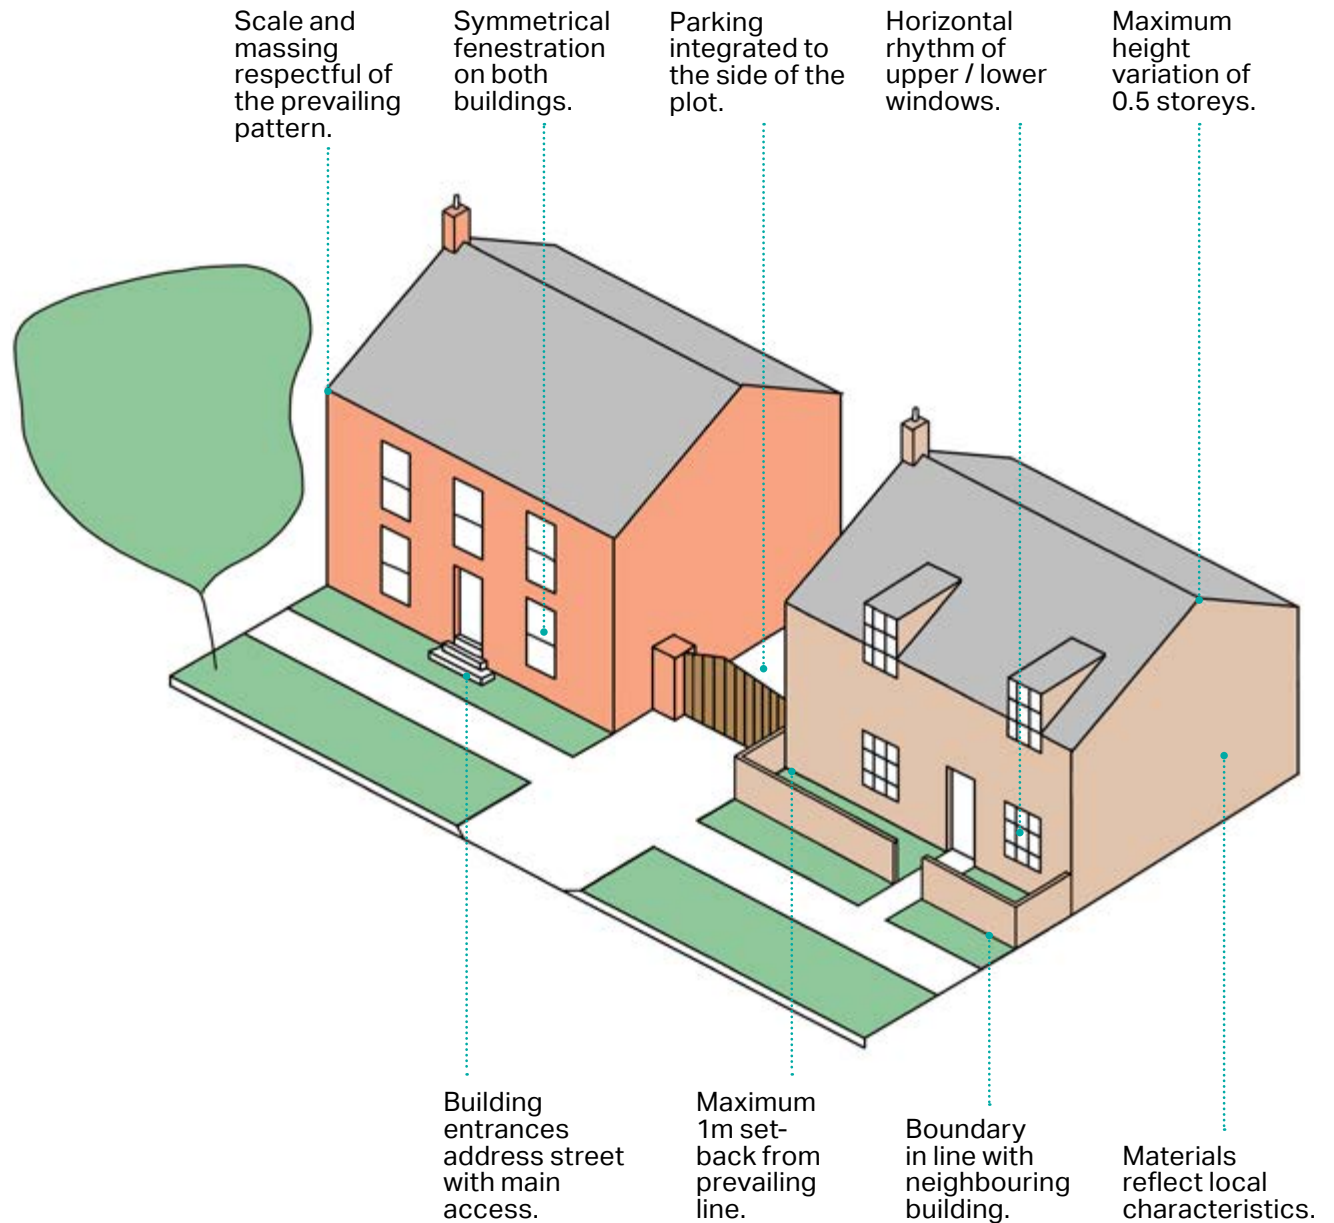 Scale and
massing
respectful of
the prevailing
pattern.
Symmetrical
fenestration
on both
buildings.
Parking
integrated to
the side of the
plot.
Horizontal
rhythm of
upper / lower
windows.
Maximum
height
variation of
0.5 storeys.
Building
entrances
address street
with main
access.
Maximum
1m set-
back from
prevailing
line.
Boundary
in line with
neighbouring
building.
Materials
reflect local
characteristics.